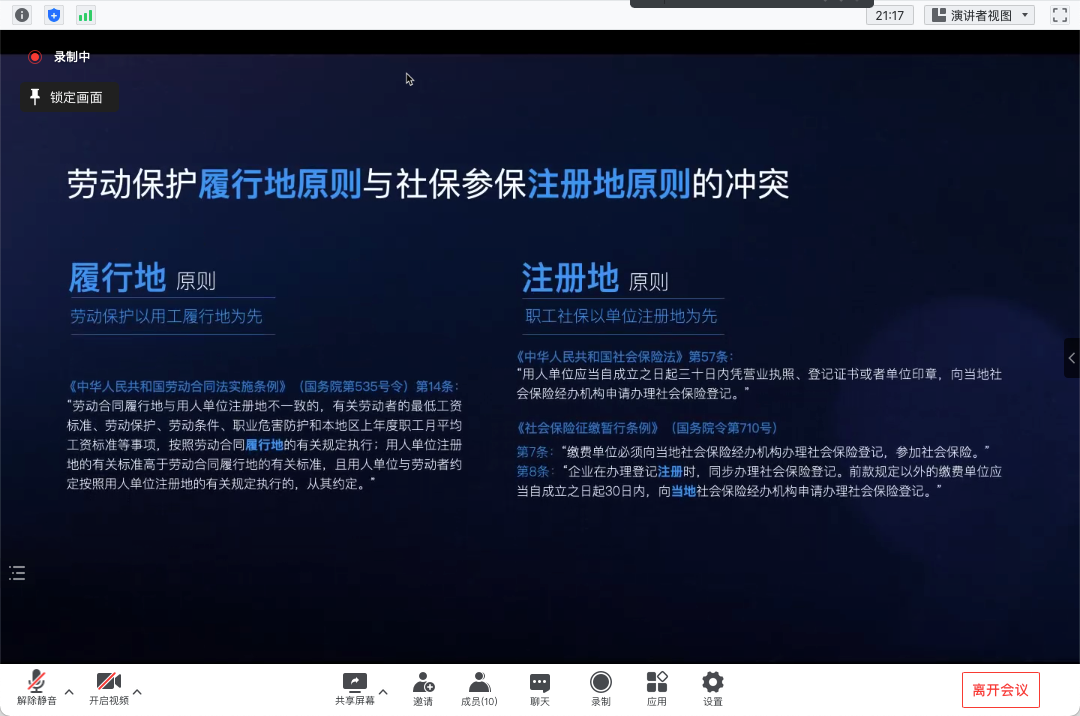 21:17
演讲者视图
录制中
锁定画面
劳动保护履行地原则与社保参保注册地原则的冲突
履行地 原则
劳动保护以用工履行地为先
《中华人民共和国劳动合同法实施条例》（国务院第535号令）第14条：
“劳动合同履行地与用人单位注册地不一致的，有关劳动者的最低工资
标准、劳动保护、劳动条件、职业危害防护和本地区上年度职工月平均
工资标准等事项，按照劳动合同履行地的有关规定执行；用人单位注册
地的有关标准高于劳动合同履行地的有关标准，且用人单位与劳动者约
定按照用人单位注册地的有关规定执行的，从其约定。”
注册地 原则
职工社保以单位注册地为先
《中华人民共和国社会保险法》第57条：
“用人单位应当自成立之日起三十日内凭营业执照、登记证书或者单位印章，向当地社
会保险经办机构申请办理社会保险登记。”
《社会保险征缴暂行条例》（国务院令第710号）
第7条：“缴费单位必须向当地社会保险经办机构办理社会保险登记，参加社会保险。”
第8条：“企业在办理登记注册时，同步办理社会保险登记。前款规定以外的缴费单位应
当自成立之日起30日内，向当地社会保险经办机构申请办理社会保险登记。”
解除静音
开启视频
共享屏幕
邀请
成员(10)
聊天
录制
应用
设置
离开会议